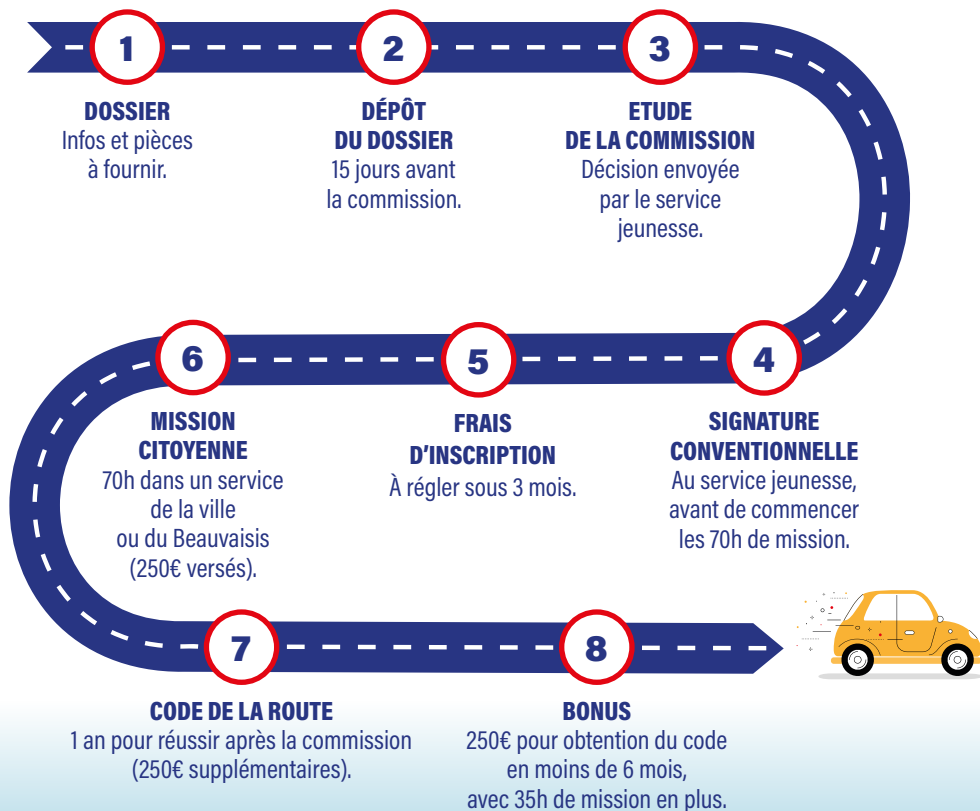 1
DOSSIER
Infos et pièces
à fournir.
2
DÉPÔT
DU DOSSIER
15 jours avant
la commission.
3
ETUDE
DE LA COMMISSION
Décision envoyée
par le service
jeunesse.
4
SIGNATURE
CONVENTIONNELLE
Au service jeunesse,
avant de commencer
les 70h de mission.
5
FRAIS
D'INSCRIPTION
À régler sous 3 mois.
6
MISSION
CITOYENNE
70h dans un service
de la ville
ou du Beauvaisis
(250€ versés).
7
CODE DE LA ROUTE
1 an pour réussir après la commission
(250€ supplémentaires).
8
BONUS
250€ pour obtention du code
en moins de 6 mois,
avec 35h de mission en plus.